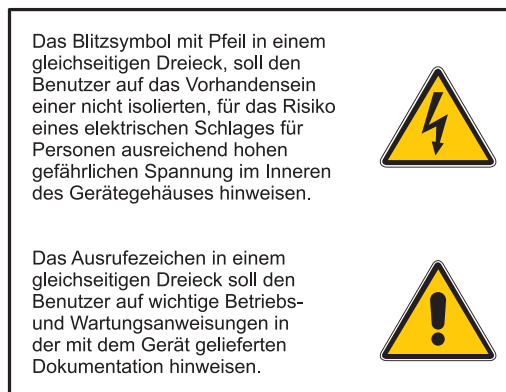 Das Blitzsymbol mit Pfeil in einem
gleichseitigen Dreieck, soll den
Benutzer auf das Vorhandensein
einer nicht isolierten, für das Risiko
eines elektrischen Schlages für
Personen ausreichend hohen
gefährlichen Spannung im Inneren
des Gerätegehäuses hinweisen.
Das Ausrufezeichen in einem
gleichseitigen Dreieck soll den
Benutzer auf wichtige Betriebs-
und Wartungsanweisungen in
der mit dem Gerät gelieferten
Dokumentation hinweisen.